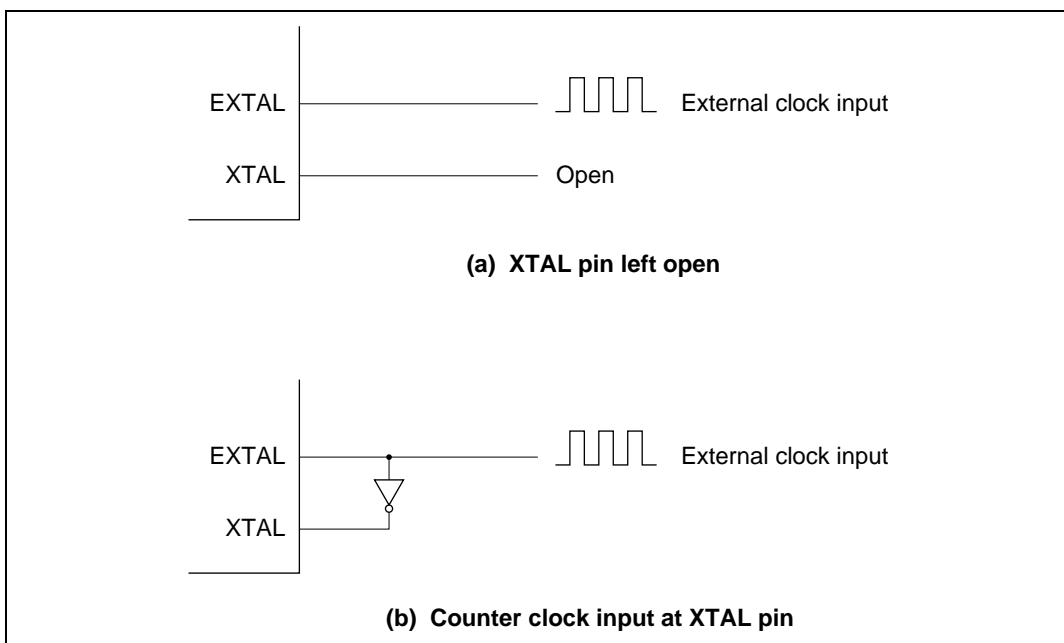 EXTAL External clock input
XTAL Open
(a) XTAL pin left open
EXTAL External clock input
XTAL
(b) Counter clock input at XTAL pin